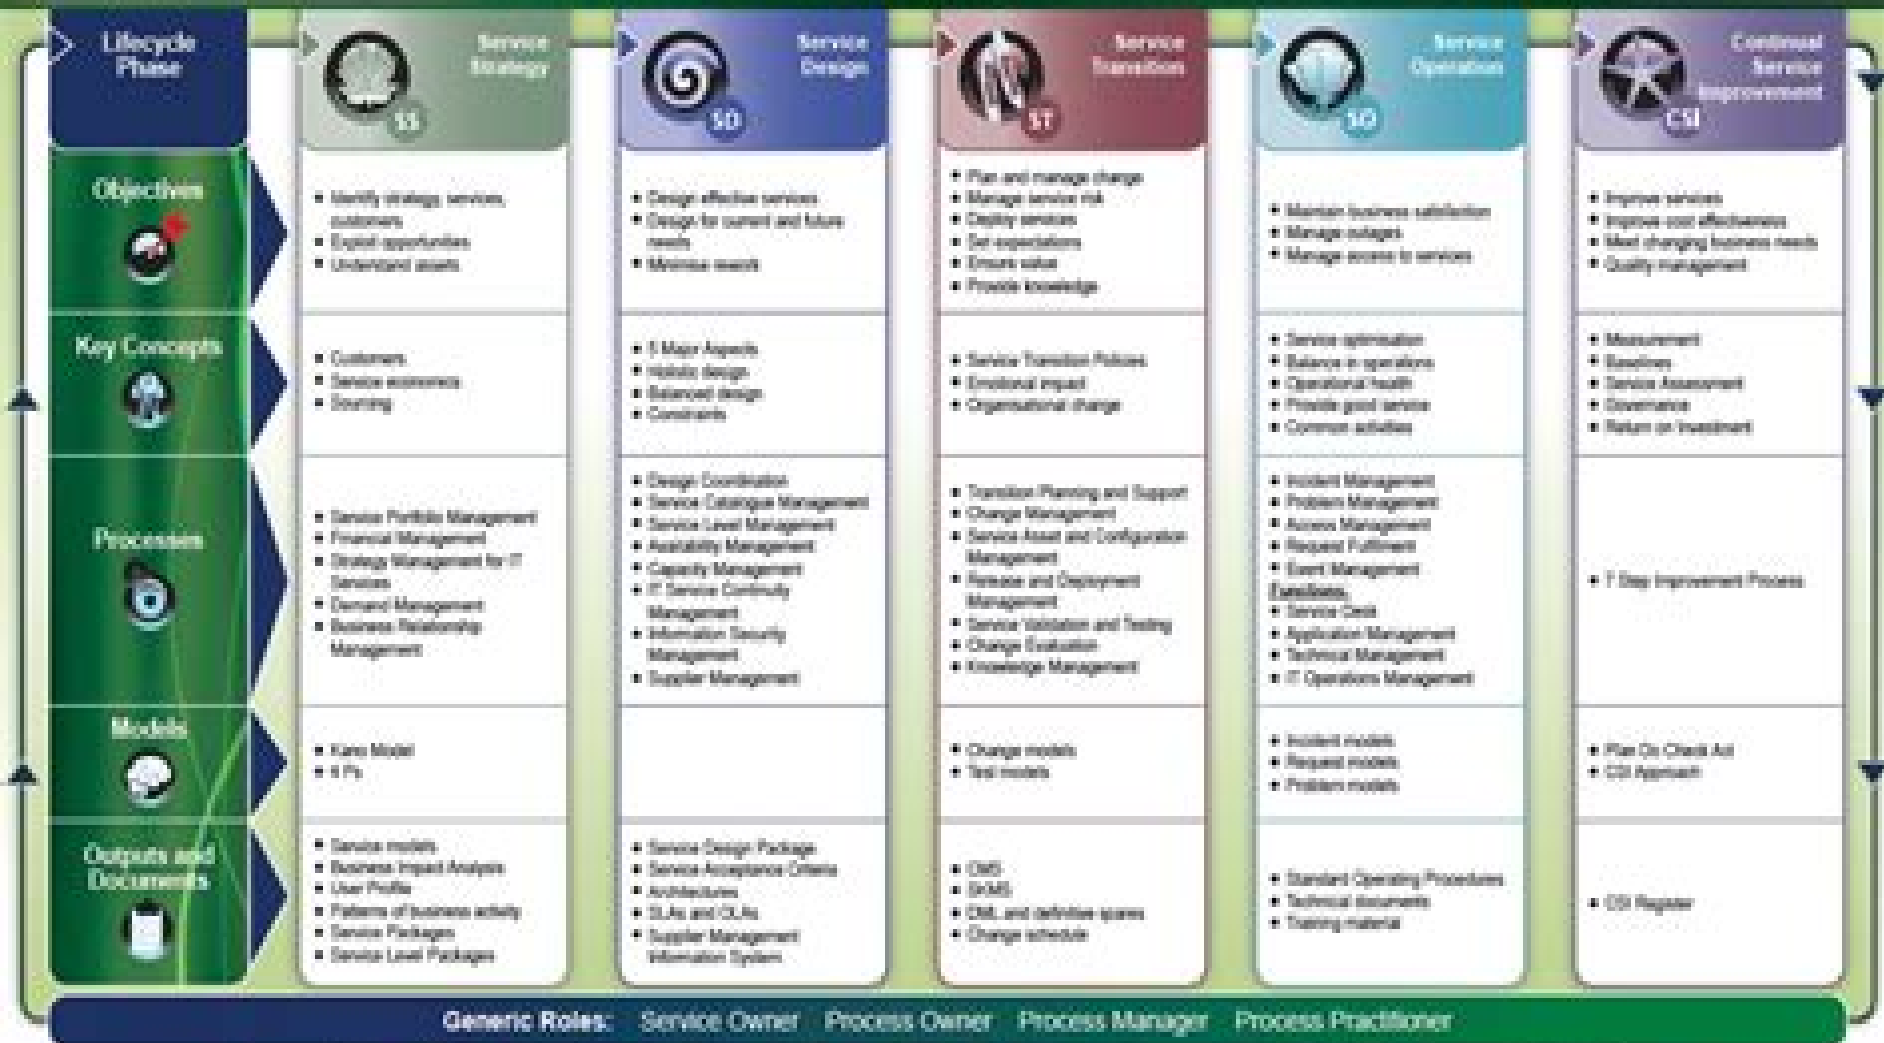 Lifecycle
Phase
Service
Strategy
SS
Service
Design
SD
Service
Transition
ST
Service
Operation
SO
Continual
Service
Improvement
CSI
Objectives
• Identify strategy, services,
customers
• Exploit opportunities
• Understand assets
• Design effective services
• Design for current and future
needs
• Minimise rework
• Plan and manage change
• Manage service risk
• Deploy services
• Set expectations
• Ensure value
• Provide knowledge
• Maintain business satisfaction
• Manage outages
• Manage access to services
• Improve services
• Improve cost effectiveness
• Meet changing business needs
• Quality management
Key Concepts
• Customers
• Service economics
• Sourcing
• 5 Major Aspects
• Holistic design
• Balanced design
• Constraints
• Service Transition Policies
• Emotional impact
• Organisational change
• Service optimisation
• Balance in operations
• Operational health
• Provide good service
• Common activities
• Measurement
• Baselines
• Service Assessment
• Governance
• Return on Investment
Processes
• Service Portfolio Management
• Financial Management
• Strategy Management for IT
Services
• Demand Management
• Business Relationship
Management
• Design Coordination
• Service Catalogue Management
• Service Level Management
• Availability Management
• Capacity Management
• IT Service Continuity
Management
• Information Security
Management
• Supplier Management
• Transition Planning and Support
• Change Management
• Service Asset and Configuration
Management
• Release and Deployment
Management
• Service Validation and Testing
• Change Evaluation
• Knowledge Management
• Incident Management
• Problem Management
• Access Management
• Request Fulfilment
• Event Management
Functions
• Service Desk
• Application Management
• Technical Management
• IT Operations Management
• 7 Step Improvement Process
Models
• Kano Model
• Ps
• Change models
• Test models
• Incident models
• Request models
• Problem models
• Plan Do Check Act
• CSI Approach
Outputs and
Documents
• Service models
• Business Impact Analysis
• User Profile
• Patterns of business activity
• Service Packages
• Service Level Packages
• Service Design Package
• Service Acceptance Criteria
• Architectures
• SLAs and OLAs
• Supplier Management
Information System
• CMS
• SKMS
• DML and definitive spares
• Change schedule
• Standard Operating Procedures
• Technical documents
• Training material
• CSI Register
Generic Roles: Service Owner Process Owner Process Manager Process Practitioner